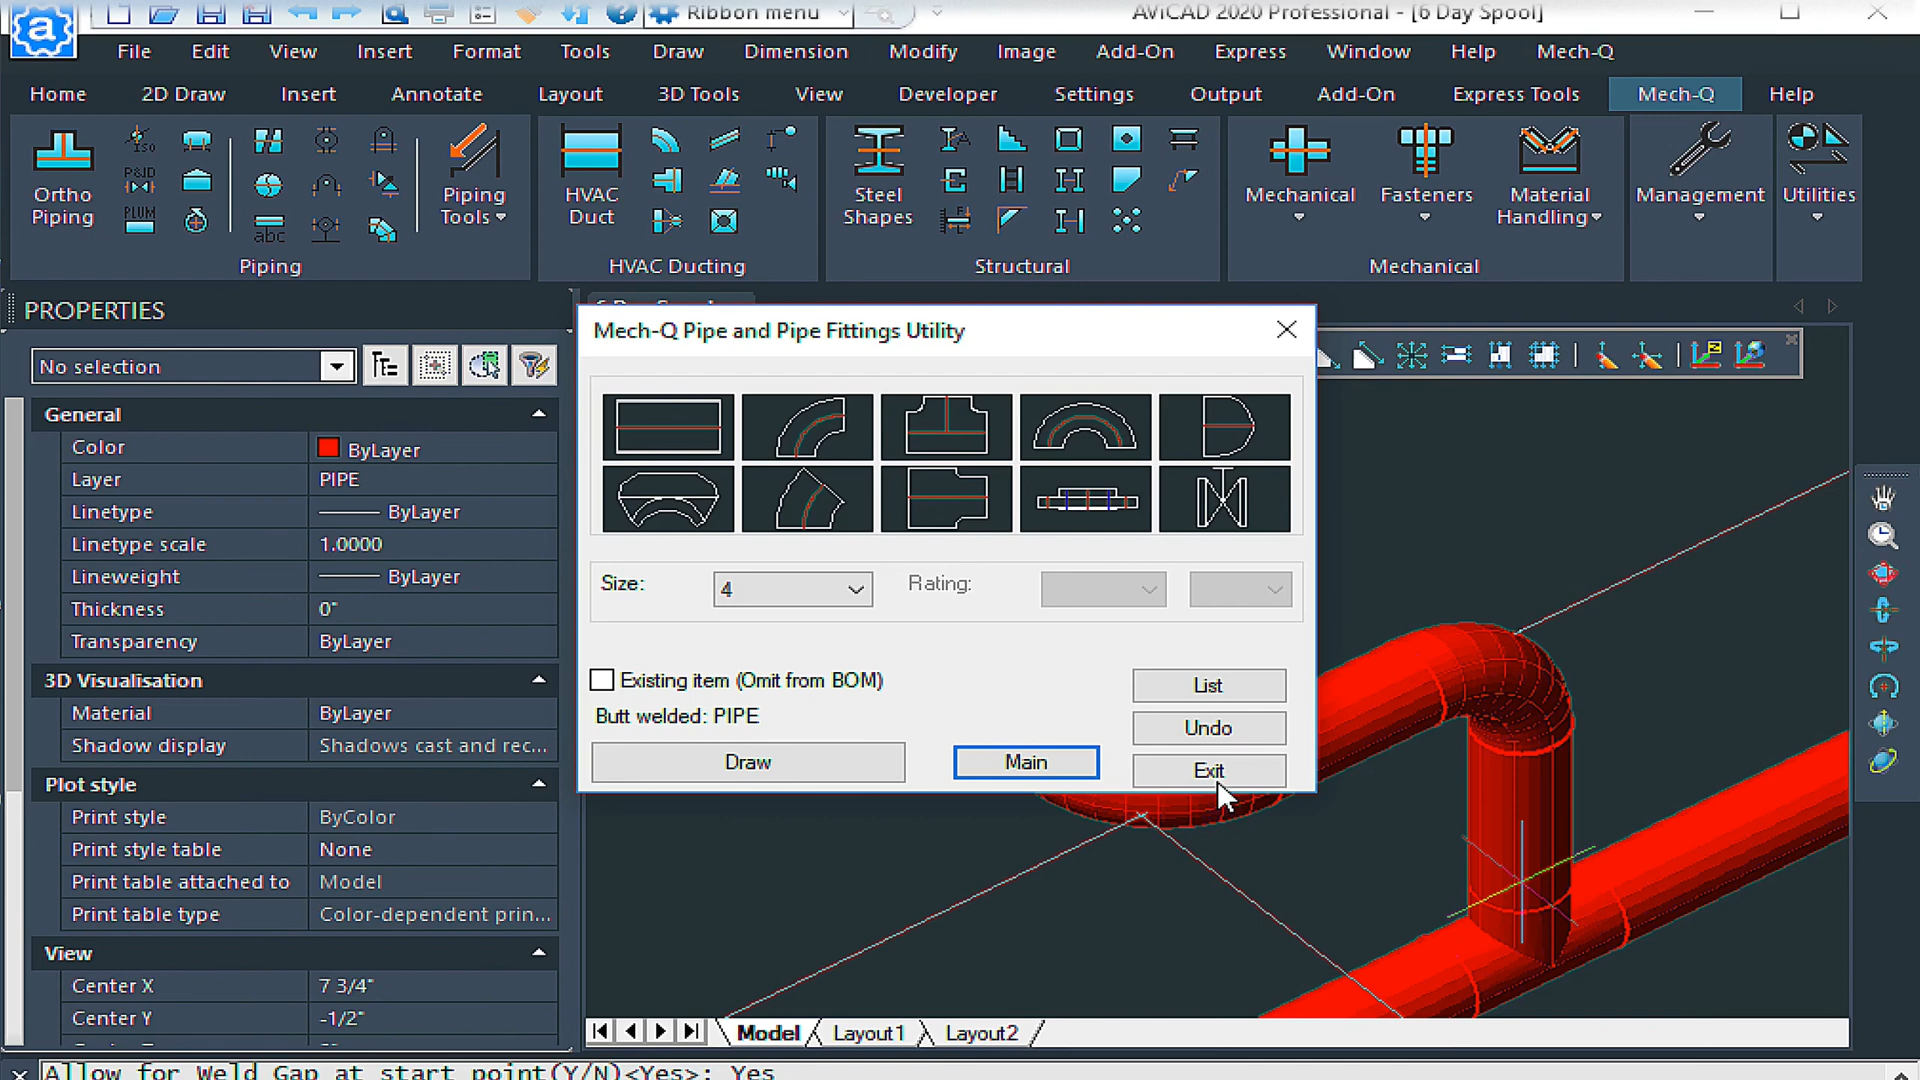 Ribbon menu
AViCAD 2020 Professional - [6 Day Spool]
a
File Edit View Insert Format Tools Draw Dimension Modify Image Add-On Express Window Help Mech-Q
Home 2D Draw Insert Annotate Layout 3D Tools View Developer Settings Output Add-On Express Tools Mech-Q Help
Ortho Piping
ISO
P&ID
PLUM
abc
Piping Tools
HVAC Duct
Steel Shapes
Mechanical
Fasteners
Material Handling
Management
Utilities
Piping
HVAC Ducting
Structural
Mechanical
PROPERTIES
No selection
General
Color ByLayer
Layer PIPE
Linetype ByLayer
Linetype scale 1.0000
Lineweight ByLayer
Thickness 0"
Transparency ByLayer
3D Visualisation
Material ByLayer
Shadow display Shadows cast and rec...
Plot style
Print style ByColor
Print style table None
Print table attached to Model
Print table type Color-dependent prin...
View
Center X 7 3/4"
Center Y -1/2"
Mech-Q Pipe and Pipe Fittings Utility
Size: 4 Rating:
Existing item (Omit from BOM)
Butt welded: PIPE
List
Undo
Draw
Main
Exit
Model Layout1 Layout2
Allow for Weld Gap at start point(Y/N)<Yes>: Yes